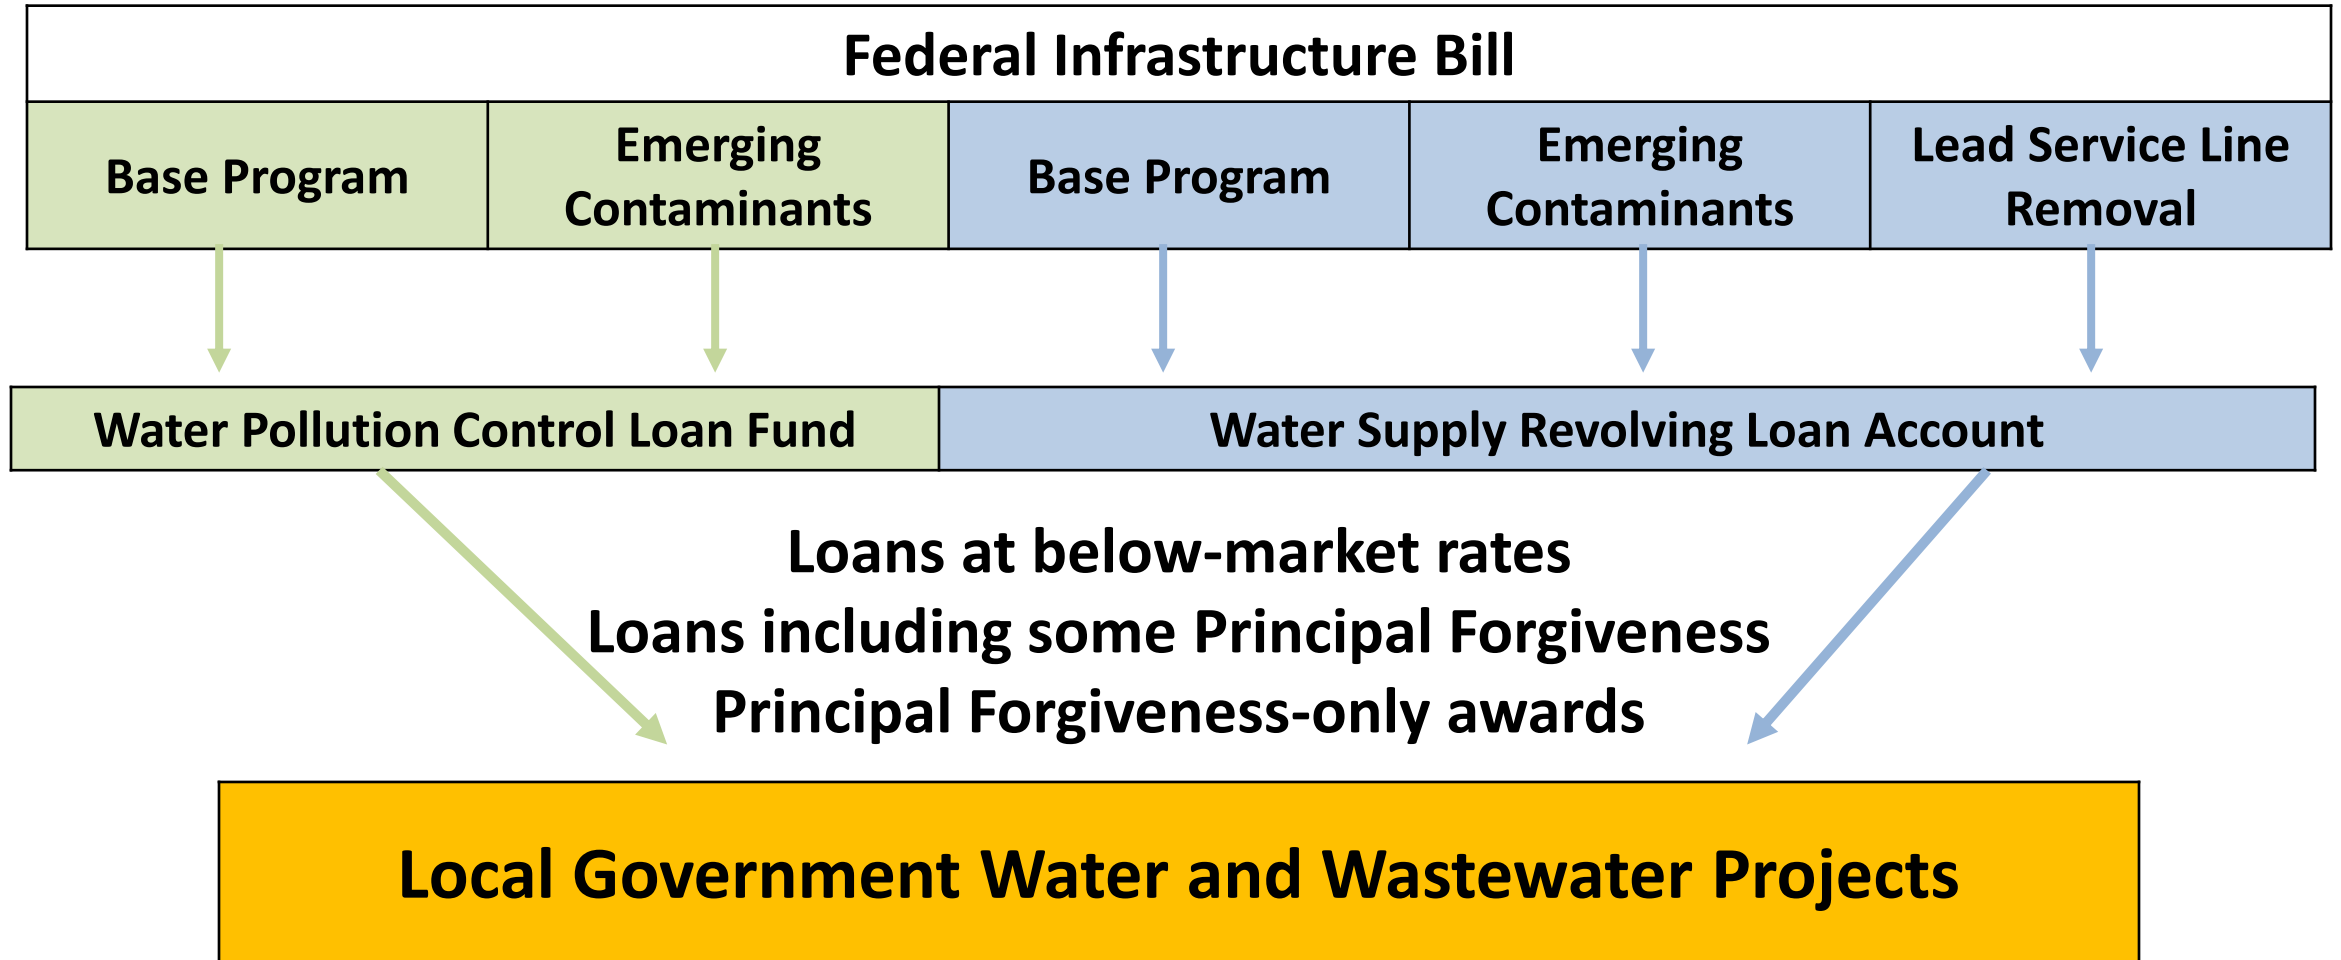 Federal Infrastructure Bill
Base Program
Emerging
Contaminants
Base Program
Emerging
Contaminants
Lead Service Line
Removal
Water Pollution Control Loan Fund
Water Supply Revolving Loan Account
Loans at below-market rates
Loans including some Principal Forgiveness
Principal Forgiveness-only awards
Local Government Water and Wastewater Projects